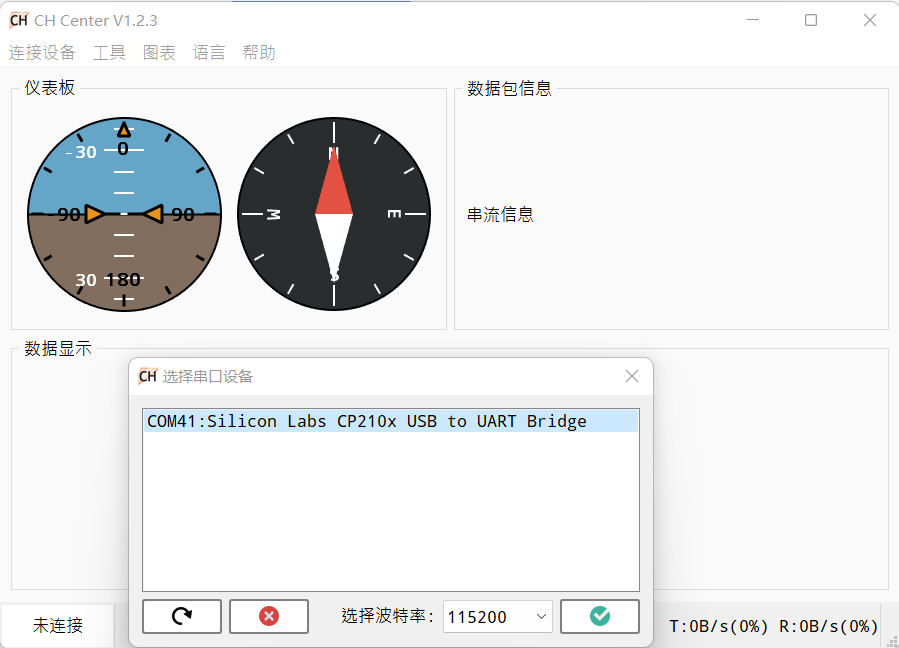 CH CH Center V1.2.3
连接设备 工具 图表 语言 帮助
仪表板
数据包信息
-30 0
-90 90
30 180
N
W E
S
串流信息
数据显示
CH 选择串口设备
COM41:Silicon Labs CP210x USB to UART Bridge
选择波特率: 115200
未连接
T:0B/s(0%) R:0B/s(0%)